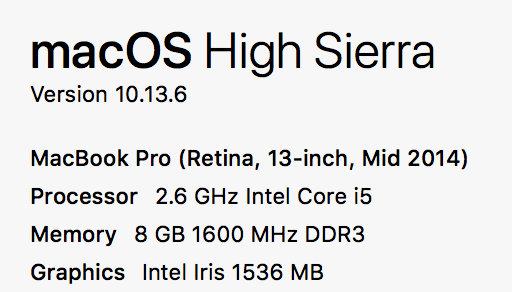 macOS High Sierra
Version 10.13.6
MacBook Pro (Retina, 13-inch, Mid 2014)
Processor 2.6 GHz Intel Core i5
Memory 8 GB 1600 MHz DDR3
Graphics Intel Iris 1536 MB